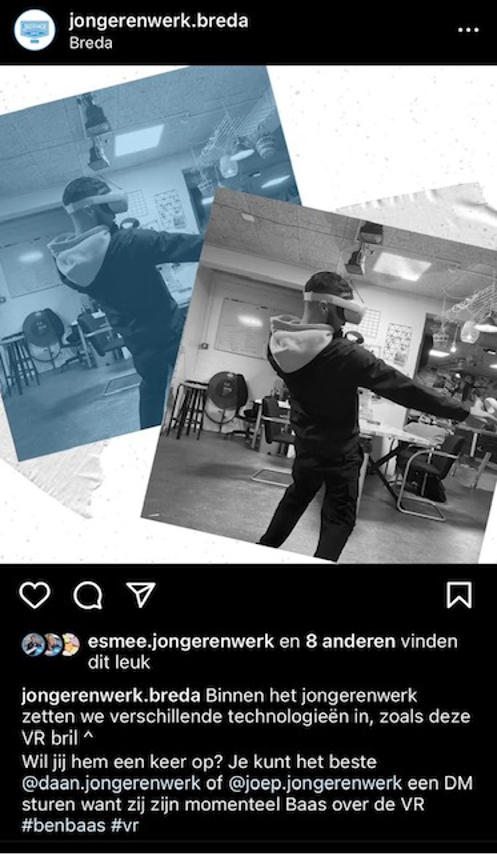 jongerenwerk.breda
Breda
esmee.jongerenwerk en 8 anderen vinden
dit leuk
jongerenwerk.breda Binnen het jongerenwerk
zetten we verschillende technologieën in, zoals deze
VR bril ^
Wil jij hem een keer op? Je kunt het beste
@daan.jongerenwerk of @joep.jongerenwerk een DM
sturen want zij zijn momenteel Baas over de VR
#benbaas #vr